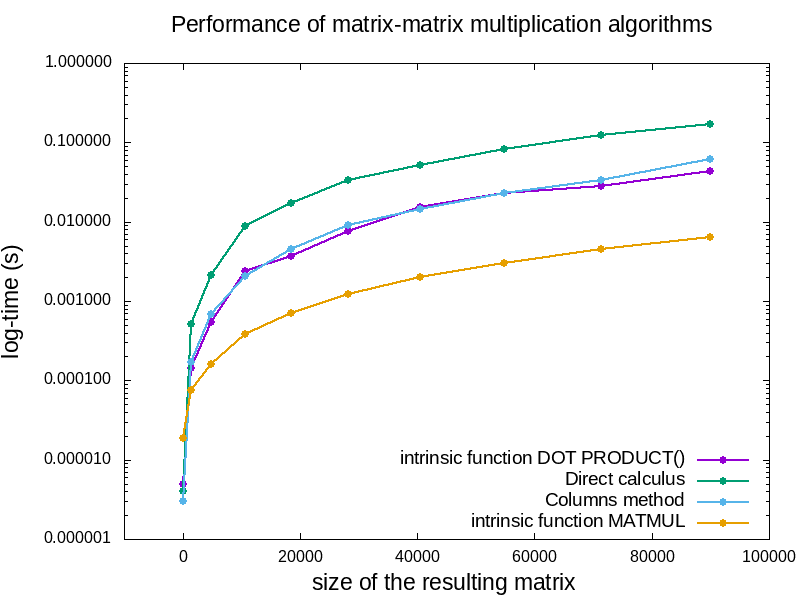 Performance of matrix-matrix multiplication algorithms
1.000000
0.100000
0.010000
0.001000
0.000100
0.000010
0.000001
log-time (s)
intrinsic function DOT PRODUCT()
Direct calculus
Columns method
intrinsic function MATMUL
0 20000 40000 60000 80000 100000
size of the resulting matrix